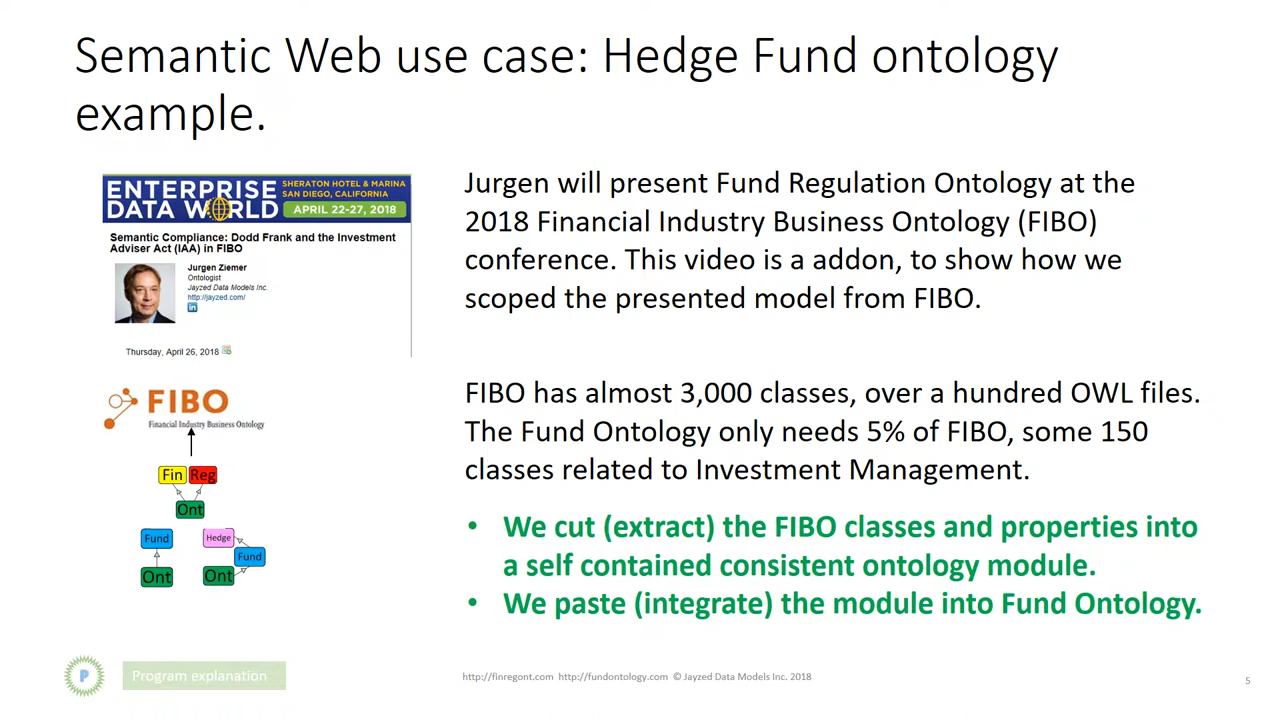 Semantic Web use case: Hedge Fund ontology
example.
ENTERPRISE
DATA WORLD
SHERATON HOTEL & MARINA
SAN DIEGO, CALIFORNIA
APRIL 22-27, 2018
Semantic Compliance: Dodd Frank and the Investment
Adviser Act (IAA) in FIBO
Jurgen Ziemer
Ontologist
Jayzed Data Models Inc.
http://jayzed.com/
in
Thursday, April 26, 2018
Jurgen will present Fund Regulation Ontology at the
2018 Financial Industry Business Ontology (FIBO)
conference. This video is a addon, to show how we
scoped the presented model from FIBO.
FIBO
Financial Industry Business Ontology
Fin Reg
Ont
Fund
Ont
Hedge
Fund
Ont
FIBO has almost 3,000 classes, over a hundred OWL files.
The Fund Ontology only needs 5% of FIBO, some 150
classes related to Investment Management.
• We cut (extract) the FIBO classes and properties into
a self contained consistent ontology module.
• We paste (integrate) the module into Fund Ontology.
P
Program explanation
http://finregont.com http://fundontology.com © Jayzed Data Models Inc. 2018
5